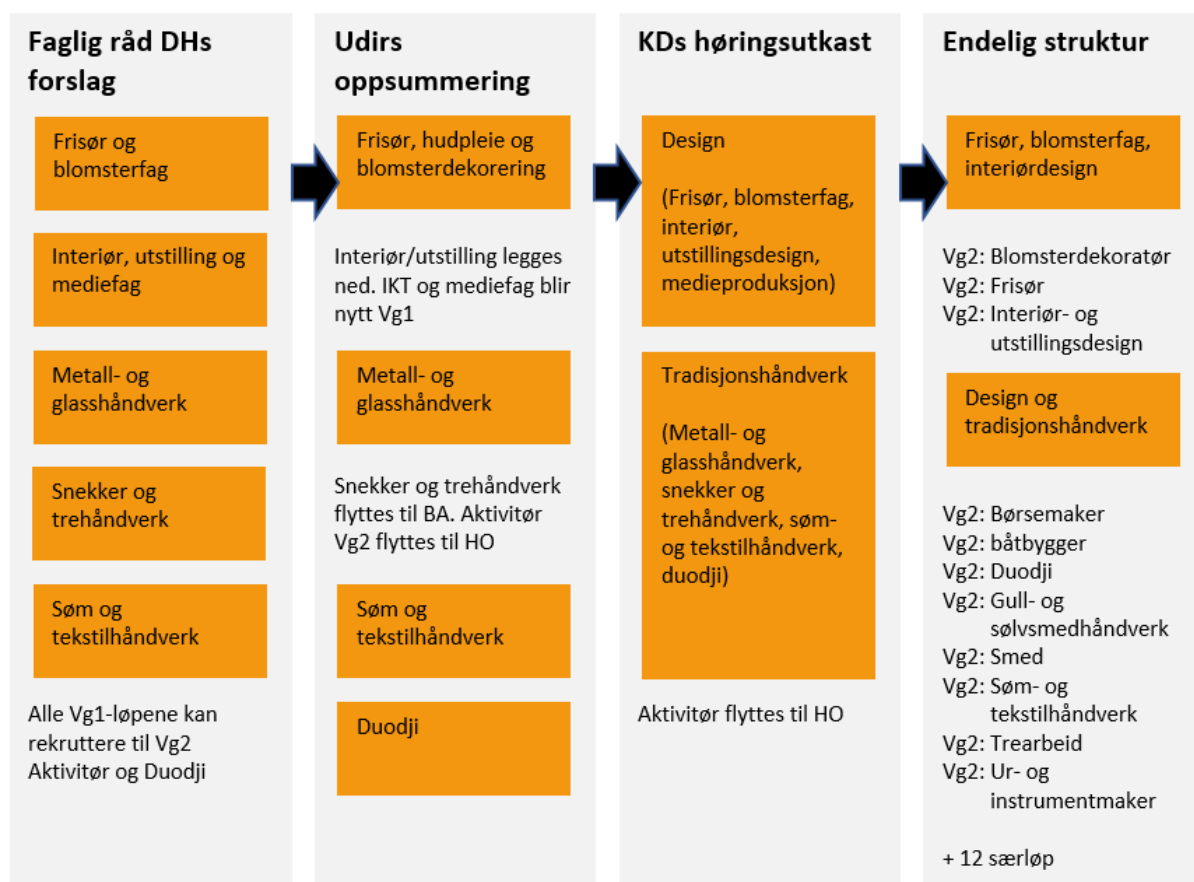 Faglig råd DHs
forslag
Frisør og
blomsterfag
Interiør, utstilling og
mediefag
Metall- og
glasshåndverk
Snekker og
trehåndverk
Søm og
tekstilhåndverk
Alle Vg1-løpene kan
rekruttere til Vg2
Aktivitør og Duodji
Udirs
oppsummering
Frisør, hudpleie og
blomsterdekorering
Interiør/utstilling legges
ned. IKT og mediefag blir
nytt Vg1
Metall- og
glasshåndverk
Snekker og trehåndverk
flyttes til BA. Aktivitør
Vg2 flyttes til HO
Søm og
tekstilhåndverk
Duodji
KDs høringsutkast
Design
(Frisør, blomsterfag,
interiør,
utstillingsdesign,
medieproduksjon)
Tradisjonshåndverk
(Metall- og
glasshåndverk,
snekker og
trehåndverk, søm-
og tekstilhåndverk,
duodji)
Aktivitør flyttes til HO
Endelig struktur
Frisør, blomsterfag,
interiørdesign
Vg2: Blomsterdekoratør
Vg2: Frisør
Vg2: Interiør- og
utstillingsdesign
Design og
tradisjonshåndverk
Vg2: Børsemaker
Vg2: båtbygger
Vg2: Duodji
Vg2: Gull- og
sølvsmedhåndverk
Vg2: Smed
Vg2: Søm- og
tekstilhåndverk
Vg2: Trearbeid
Vg2: Ur- og
instrumentmaker
+ 12 særløp